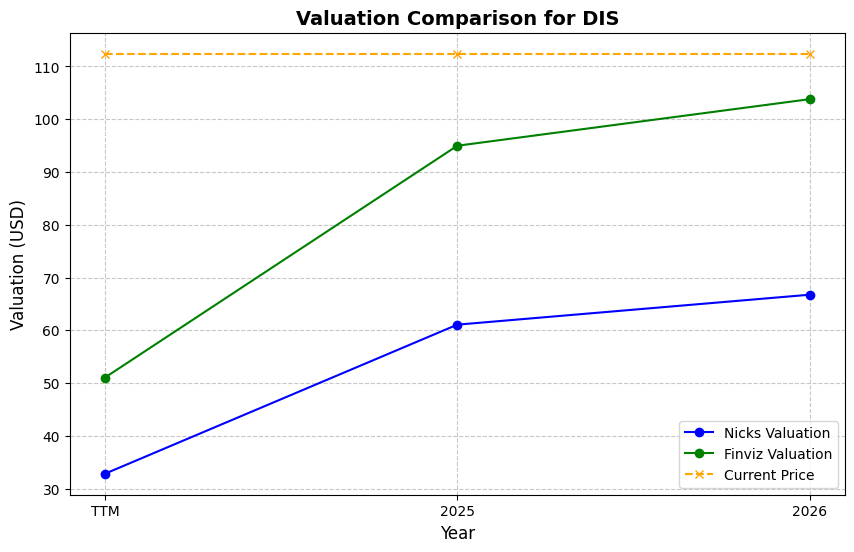 Valuation Comparison for DIS
Valuation (USD)
110
100
90
80
70
60
50
40
30
TTM
2025
2026
Year
Nicks Valuation
Finviz Valuation
Current Price